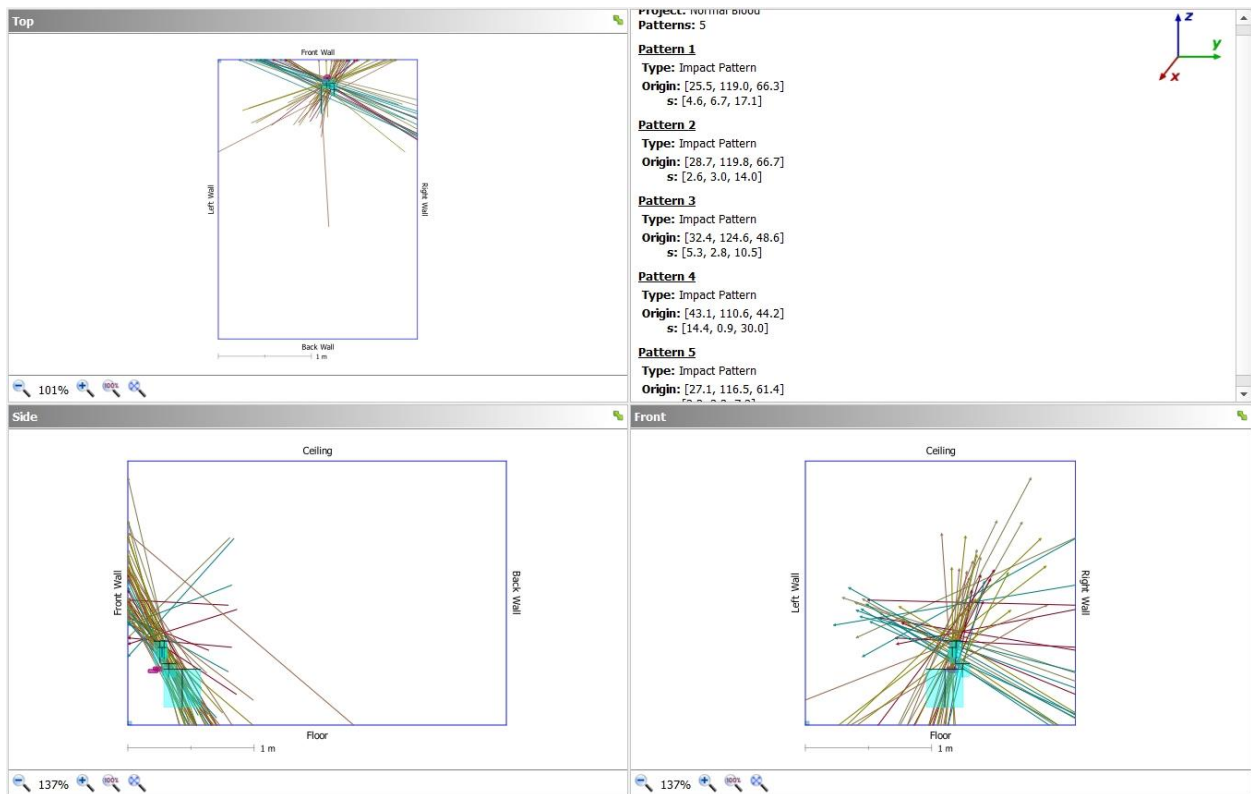 Top
Front Wall
Left Wall
Right Wall
Back Wall
1 m
101%
100%
Project: Normal Blood
Patterns: 5
Pattern 1
Type: Impact Pattern
Origin: [25.5, 119.0, 66.3]
s: [4.6, 6.7, 17.1]
Pattern 2
Type: Impact Pattern
Origin: [28.7, 119.8, 66.7]
s: [2.6, 3.0, 14.0]
Pattern 3
Type: Impact Pattern
Origin: [32.4, 124.6, 48.6]
s: [5.3, 2.8, 10.5]
Pattern 4
Type: Impact Pattern
Origin: [43.1, 110.6, 44.2]
s: [14.4, 0.9, 30.0]
Pattern 5
Type: Impact Pattern
Origin: [27.1, 116.5, 61.4]
z
y
x
Side
Ceiling
Front Wall
Back Wall
Floor
1 m
137%
100%
Front
Ceiling
Left Wall
Right Wall
Floor
1 m
137%
100%